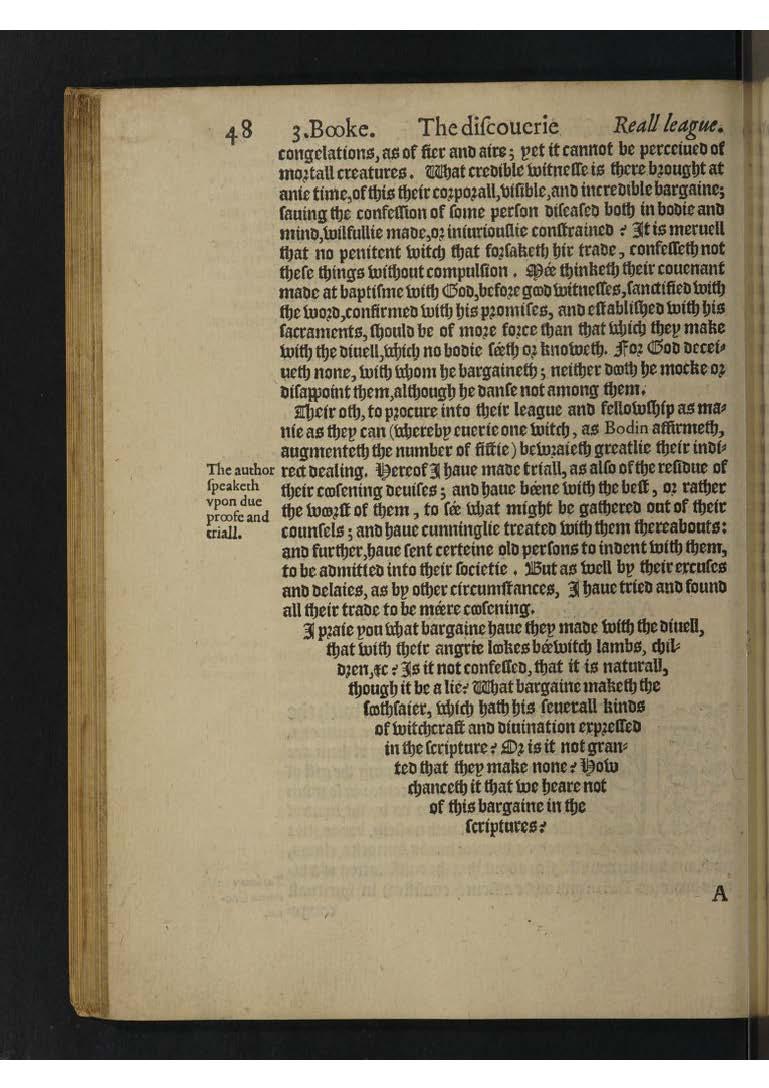 48 3.Booke. The diſcouerie Reall league.
congelations, as of fier and aire; yet it cannot be perceiued of
mortall creatures. What credible witneſſe is there brought at
anie time, of this their corporall, viſible, and incredible bargaine;
ſauing the confeſſion of ſome perſon diſeaſed both in bodie and
mind, wilfullie made, or iniuriouſlie conſtrained? It is meruell
that no penitent witch that forſaketh hir trade, confeſſeth not
theſe things without compulſion. Mée thinketh their couenant
made at baptiſme with God, before good witneſſes, ſanctified with
the word, confirmed with his promiſes, and eſtabliſhed with his
ſacraments, ſhould be of more force than that which they make
with the diuell, which no bodie ſéeth or knoweth. For God decei-
ueth none, with whom he bargaineth; neither dooth he mocke or
diſappoint them, although he danſe not among them.
Their oth, to procure into their league and fellowſhip as ma-
nie as they can (whereby euerie one witch, as Bodin affirmeth,
augmenteth the number of fiftie) bewraieth greatlie their indi-
The author
ſpeaketh
vpon due
proofe and
triall.
rect dealing. Hereof I haue made triall, as alſo of the reſidue of
their cooſening deuiſes; and haue béene with the beſt, or rather
the woorſt of them, to ſée what might be gathered out of their
counſels; and haue cunninglie treated with them thereabouts:
and further, haue ſent certeine old perſons to indent with them,
to be admitted into their ſocietie. But as well by their excuſes
and delaies, as by other circumſtances, I haue tried and found
all their trade to be méere cooſening.
I praie you what bargaine haue they made with the diuell,
that with their angrie lookes béewitch lambs, chil-
dren, &c? Is it not confeſſed, that it is naturall,
though it be a lie? What bargaine maketh the
ſoothſaier, which hath his ſeuerall kinds
of witchcraft and diuination expreſſed
in the ſcripture? Or is it not gran-
ted that they make none? How
chanceth it that we heare not
of this bargaine in the
ſcriptures?
A